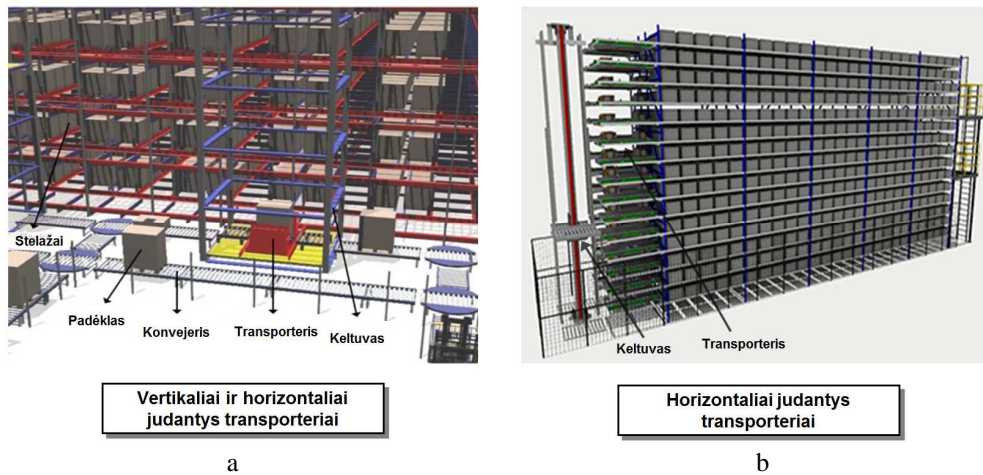 Stelažai
Padėklas
Konvejeris
Transporteris
Keltuvas
Vertikaliai ir horizontaliai
judantys transporteriai
a
Keltuvas
Transporteris
Horizontaliai judantys
transporteriai
b